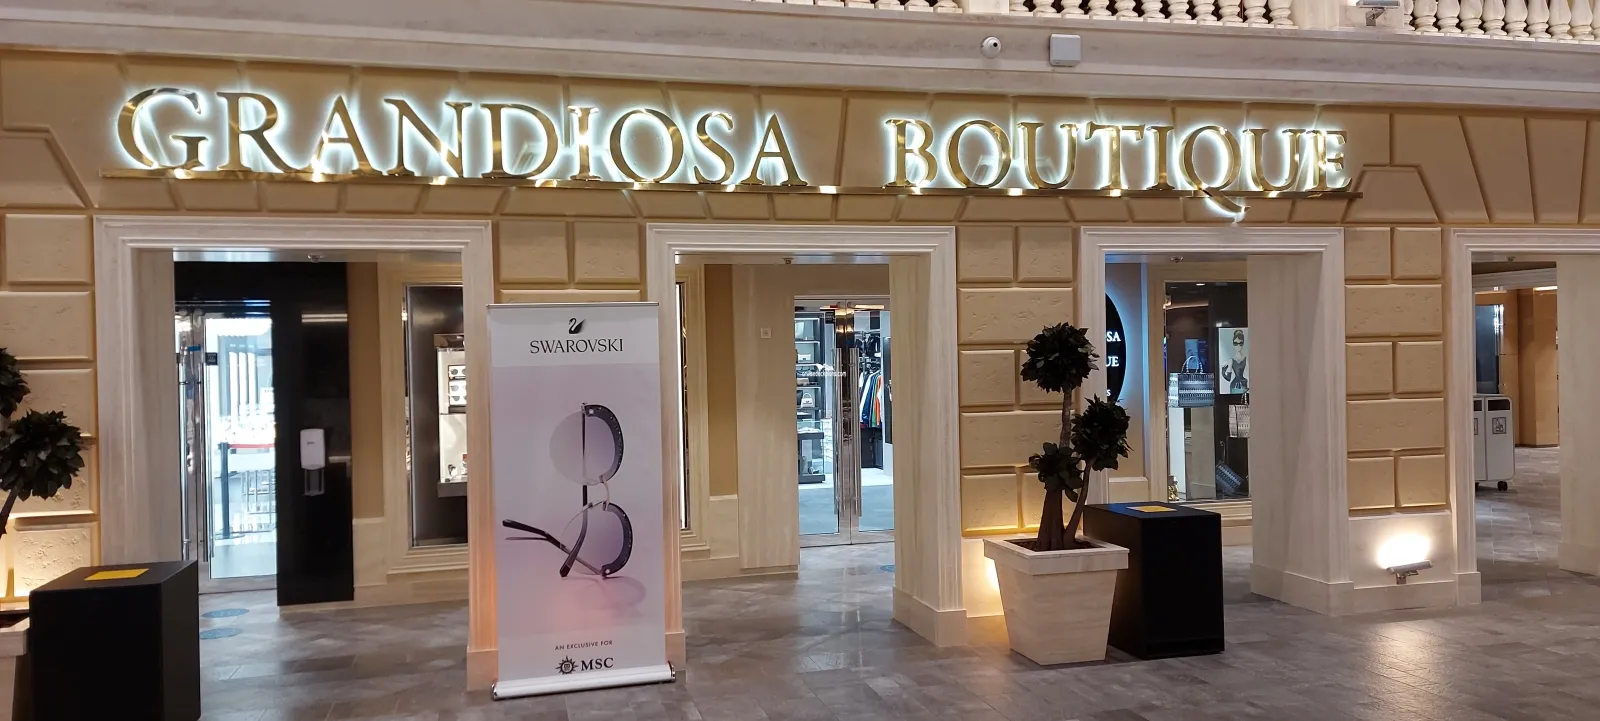 GRANDIOSA BOUTIQUE
SWAROVSKI
AN EXCLUSIVE FOR
MSC